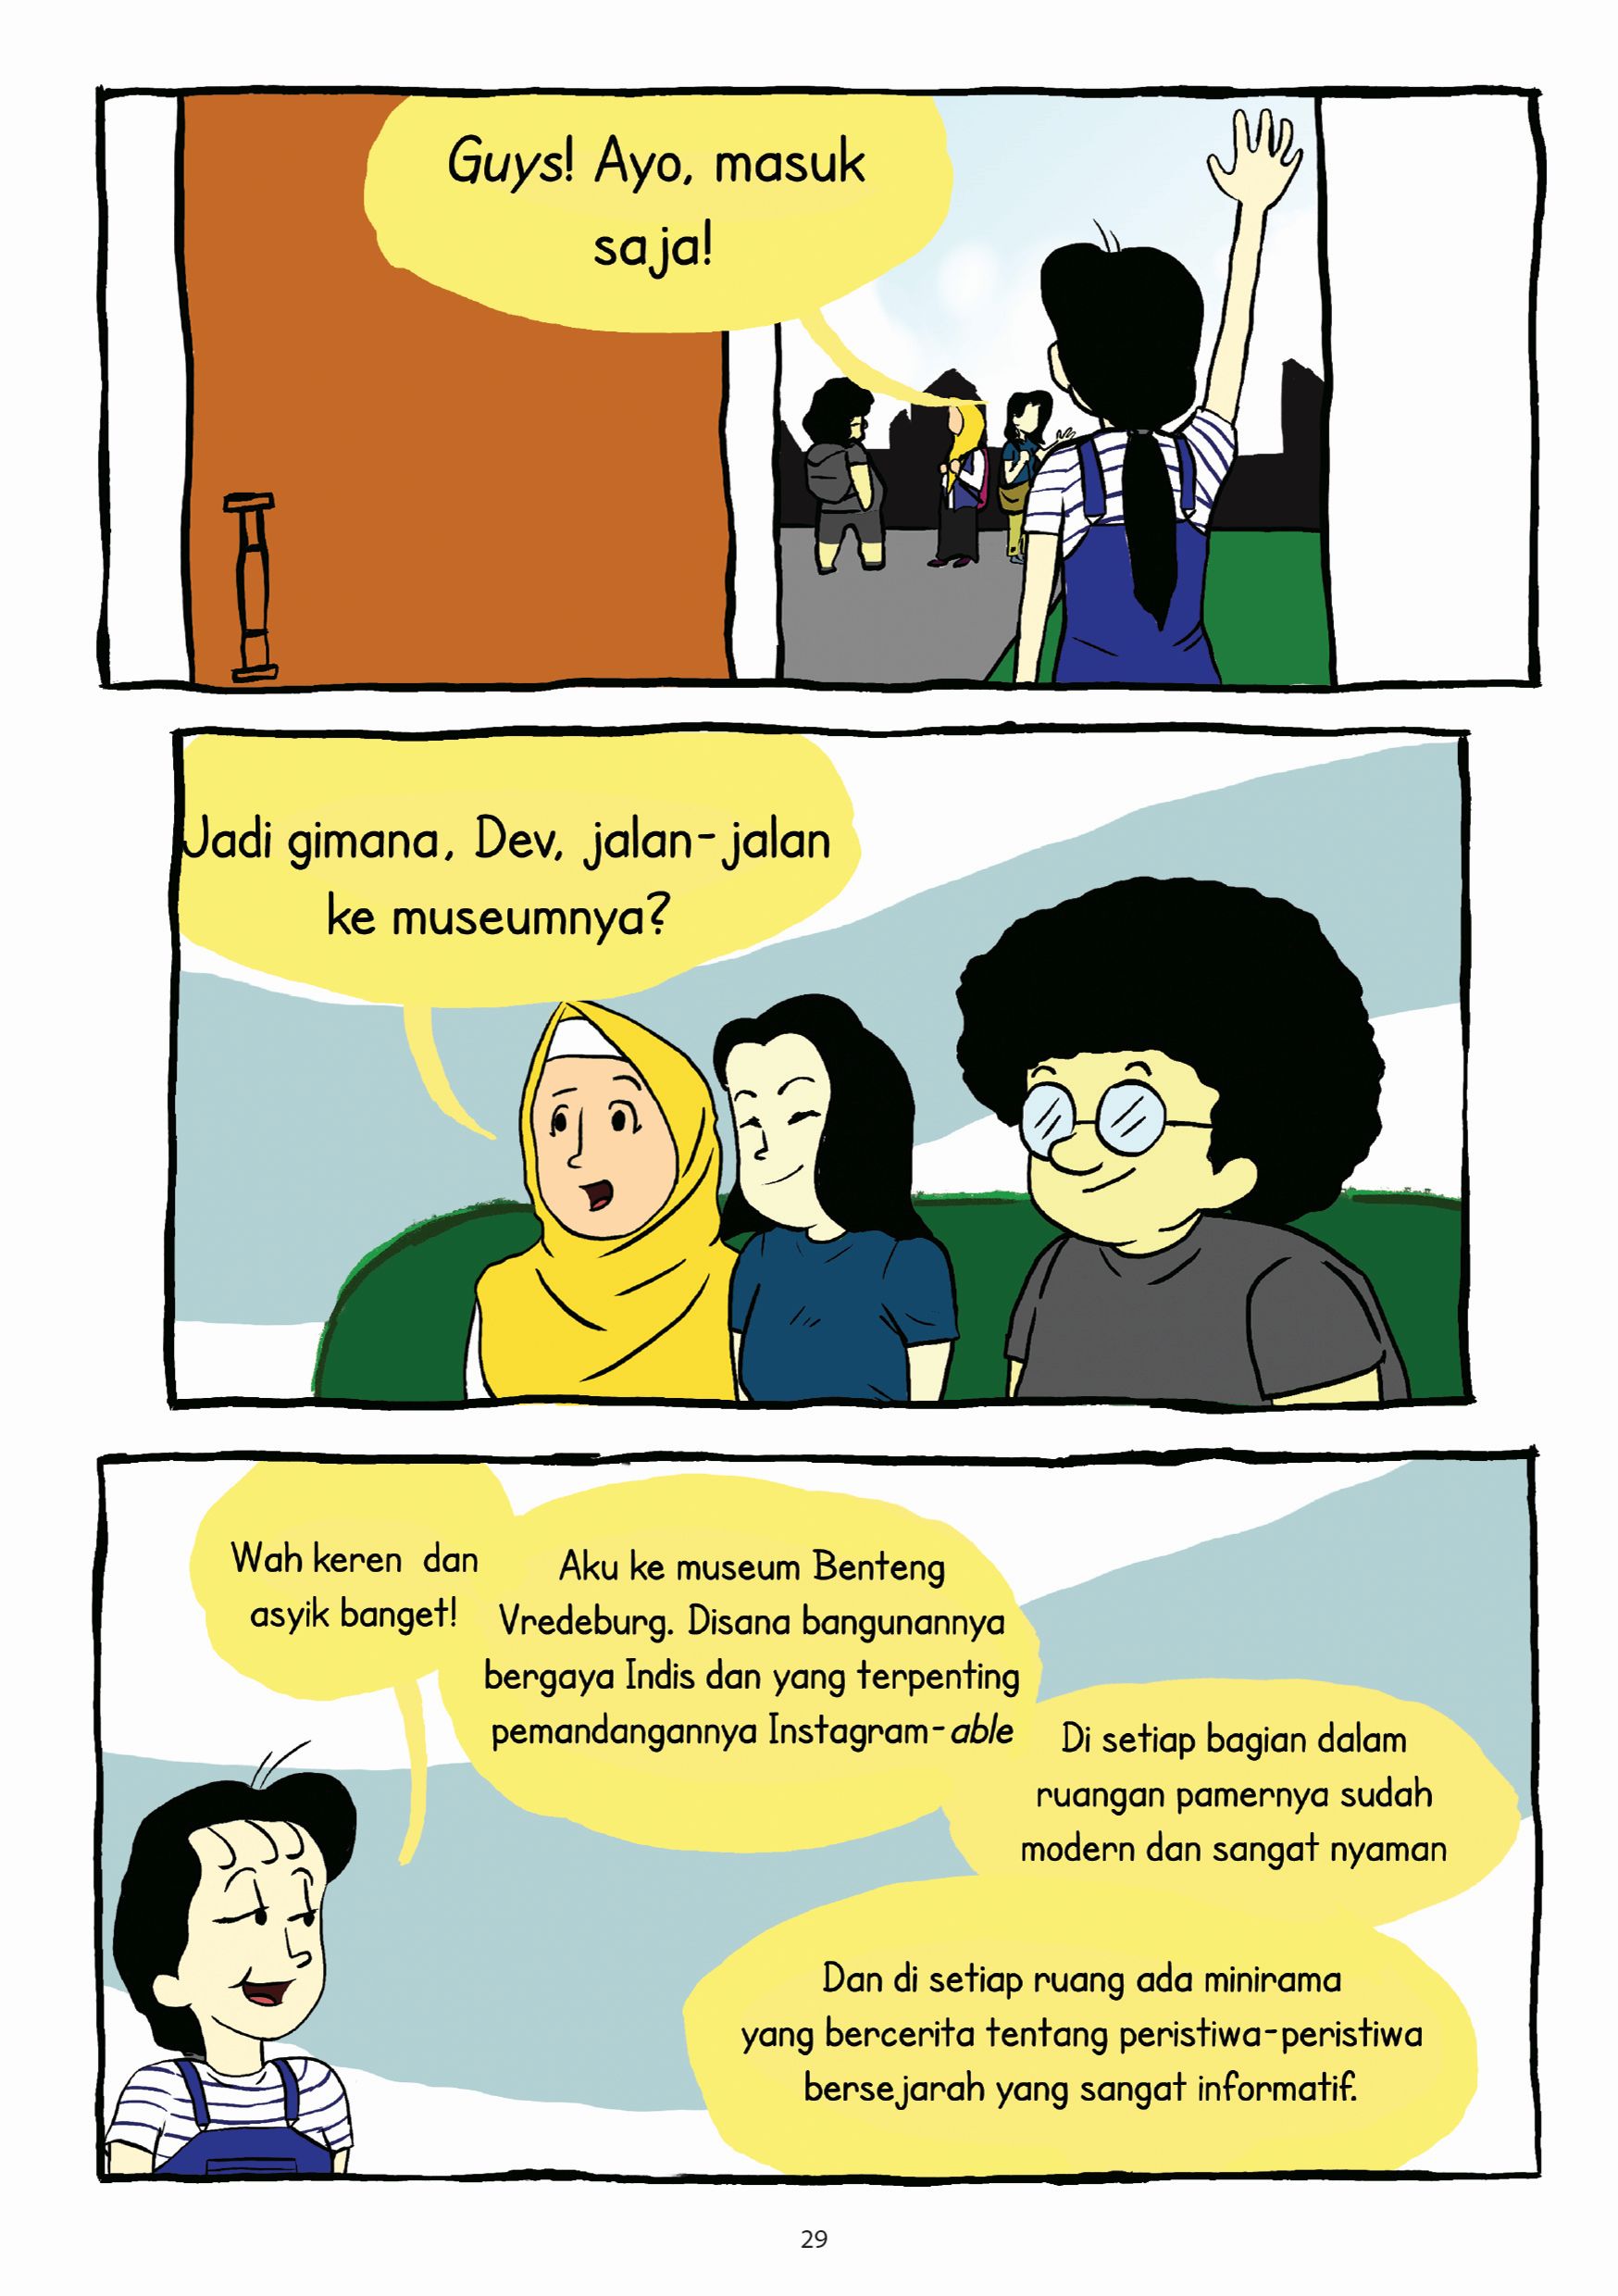 Guys! Ayo, masuk
saja!
Jadi gimana, Dev, jalan-jalan
ke museumnya?
Wah keren dan
asyik banget!
Aku ke museum Benteng
Vredeburg. Disana bangunannya
bergaya Indis dan yang terpenting
pemandangannya Instagram-able
Di setiap bagian dalam
ruangan pamernya sudah
modern dan sangat nyaman
Dan di setiap ruang ada minirama
yang bercerita tentang peristiwa-peristiwa
bersejarah yang sangat informatif.
29